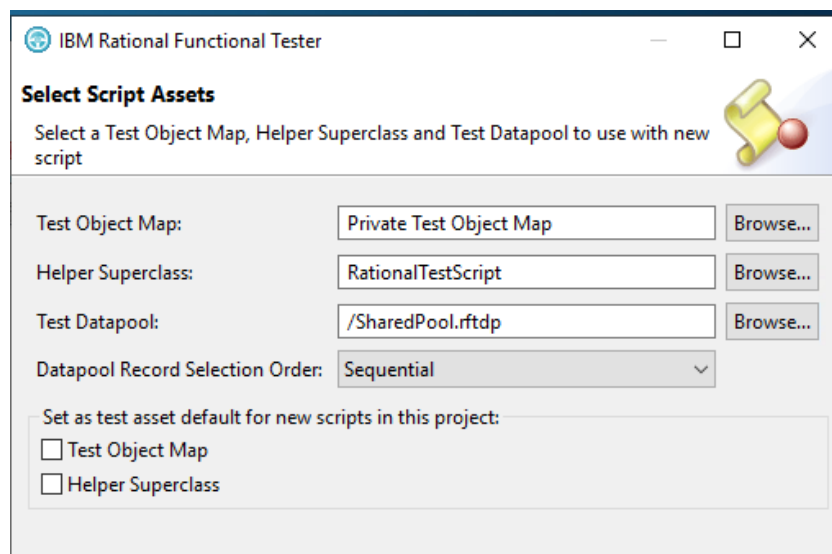 IBM Rational Functional Tester
Select Script Assets
Select a Test Object Map, Helper Superclass and Test Datapool to use with new
script
Test Object Map: Private Test Object Map Browse...
Helper Superclass: RationalTestScript Browse...
Test Datapool: /SharedPool.rftdp Browse...
Datapool Record Selection Order: Sequential
Set as test asset default for new scripts in this project:
Test Object Map
Helper Superclass